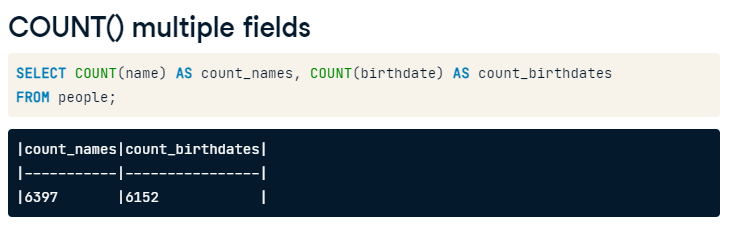 COUNT() multiple fields
SELECT COUNT(name) AS count_names, COUNT(birthdate) AS count_birthdates
FROM people;
|count_names|count_birthdates|
|-----------|----------------|
|6397       |6152            |